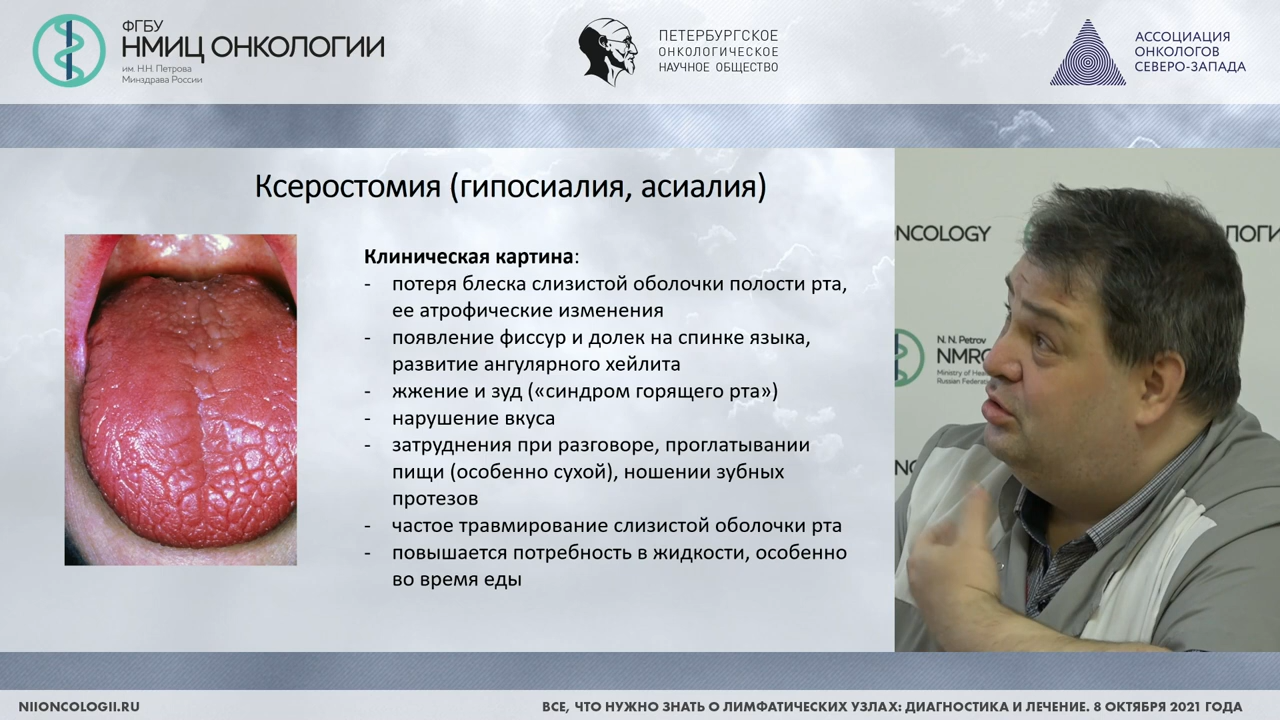 ФГБУ
НМИЦ ОНКОЛОГИИ
им. Н.Н. Петрова
Минздрава России
ПЕТЕРБУРГСКОЕ
ОНКОЛОГИЧЕСКОЕ
НАУЧНОЕ ОБЩЕСТВО
АССОЦИАЦИЯ
ОНКОЛОГОВ
СЕВЕРО-ЗАПАДА
Ксеростомия (гипосиалия, асиалия)
Клиническая картина:
- потеря блеска слизистой оболочки полости рта,
ее атрофические изменения
- появление фиссур и долек на спинке языка,
развитие ангулярного хейлита
- жжение и зуд («синдром горящего рта»)
- нарушение вкуса
- затруднения при разговоре, проглатывании
пищи (особенно сухой), ношении зубных
протезов
- частое травмирование слизистой оболочки рта
- повышается потребность в жидкости, особенно
во время еды
NCOLOGY
N. N. Petrov
NMRC
Ministry of
Russian
NIIONCOLOGII.RU
ВСЕ, ЧТО НУЖНО ЗНАТЬ О ЛИМФАТИЧЕСКИХ УЗЛАХ: ДИАГНОСТИКА И ЛЕЧЕНИЕ. 8 ОКТЯБРЯ 2021 ГОДА